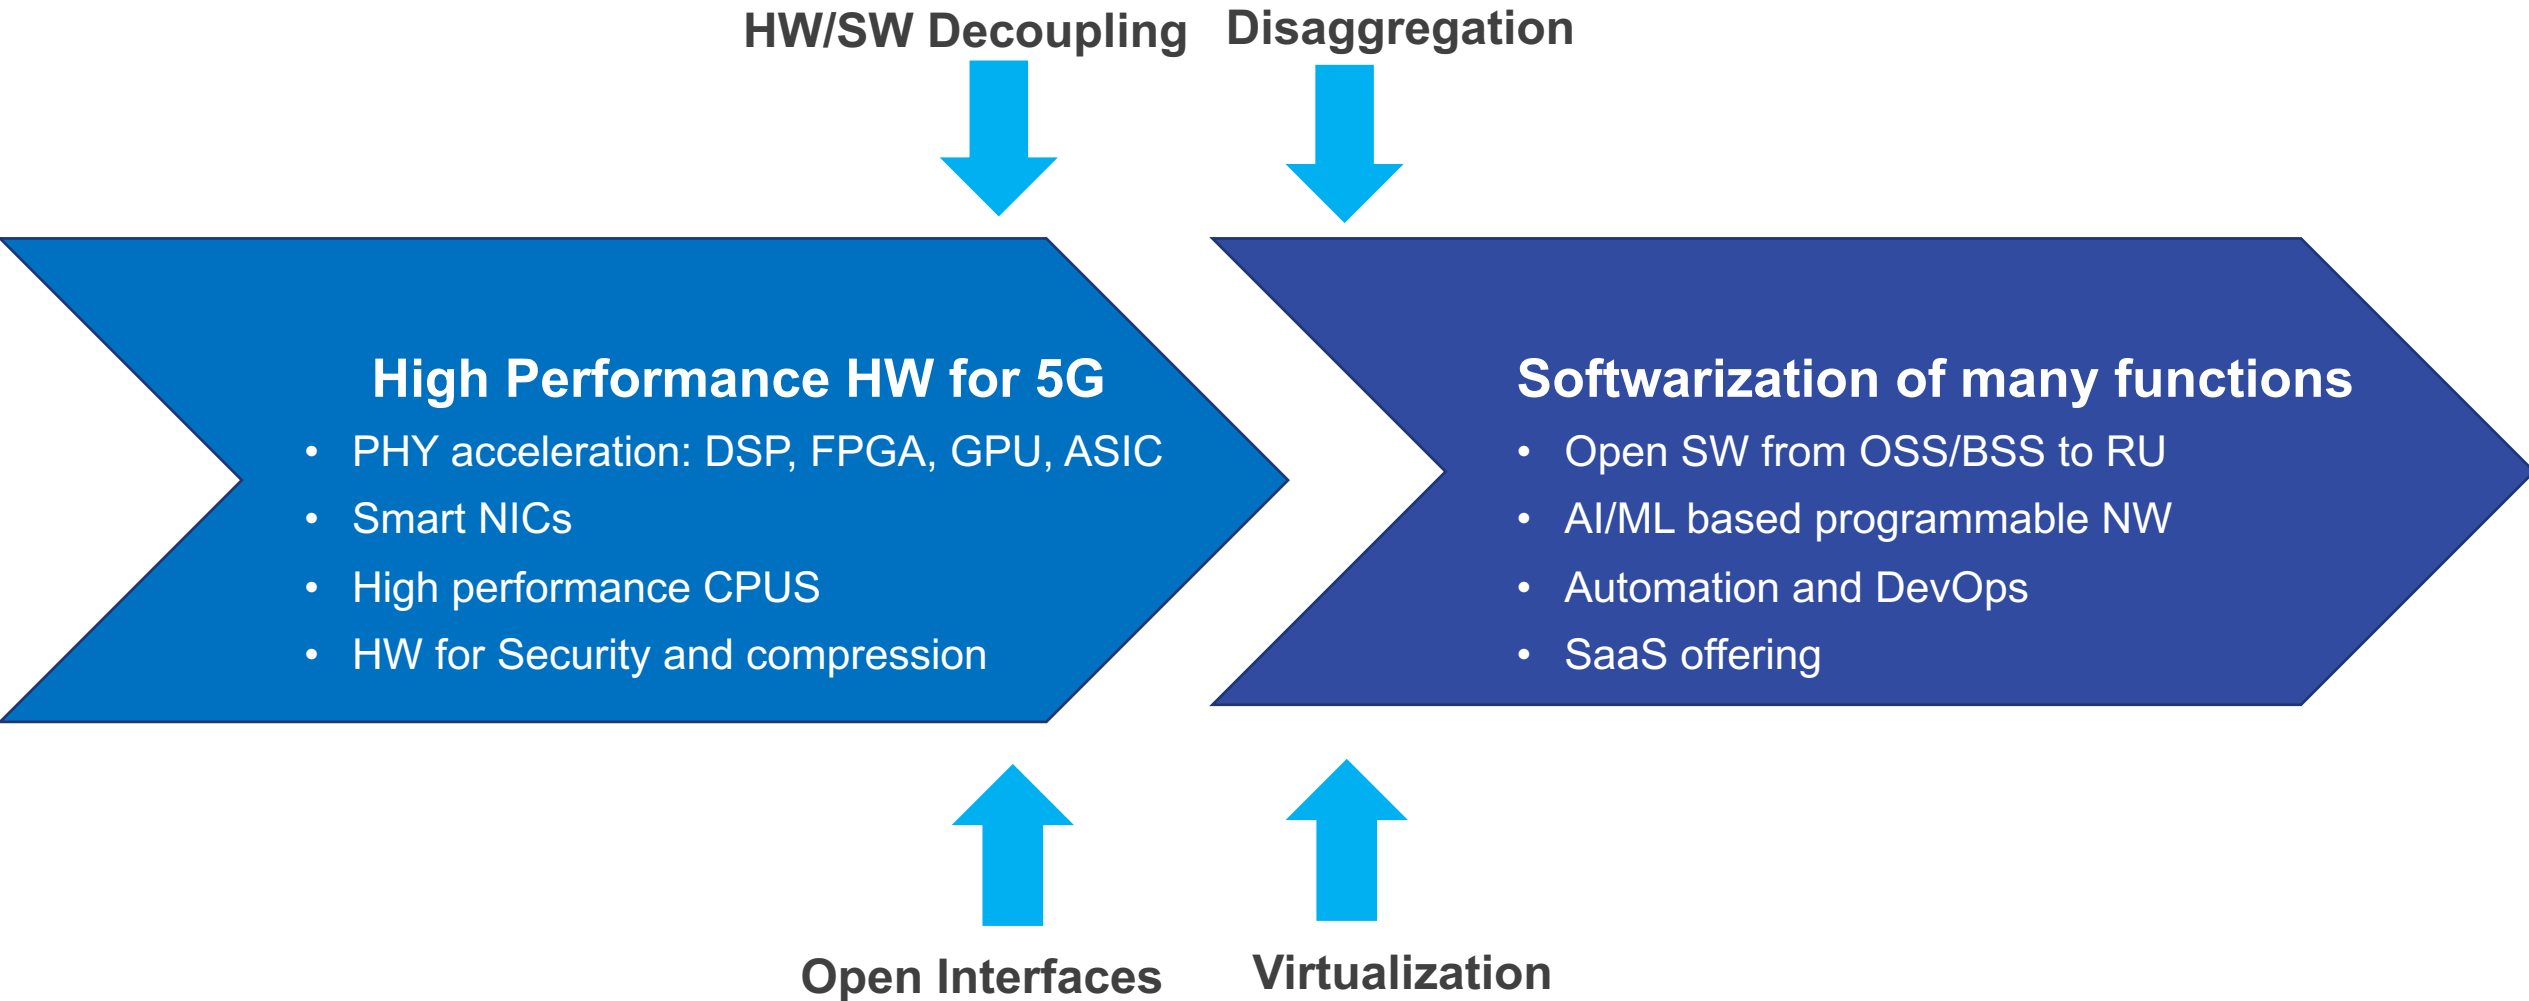 HW/SW Decoupling
Disaggregation
High Performance HW for 5G
• PHY acceleration: DSP, FPGA, GPU, ASIC
• Smart NICs
• High performance CPUS
• HW for Security and compression
Softwarization of many functions
• Open SW from OSS/BSS to RU
• AI/ML based programmable NW
• Automation and DevOps
• SaaS offering
Open Interfaces
Virtualization